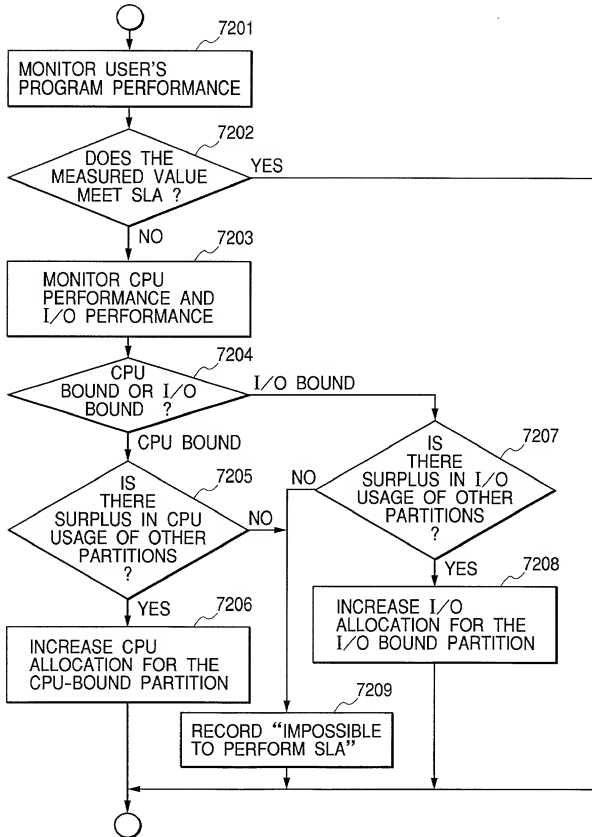 7201
MONITOR USER'S
PROGRAM PERFORMANCE
7202
DOES THE
MEASURED VALUE
MEET SLA ?
YES
NO
7203
MONITOR CPU
PERFORMANCE AND
I/O PERFORMANCE
7204
CPU
BOUND OR I/O
BOUND ?
I/O BOUND
CPU BOUND
7205
IS
THERE
SURPLUS IN CPU
USAGE OF OTHER
PARTITIONS
?
NO
YES
7206
INCREASE CPU
ALLOCATION FOR THE
CPU-BOUND PARTITION
7207
IS
THERE
SURPLUS IN I/O
USAGE OF OTHER
PARTITIONS
?
NO
YES
7208
INCREASE I/O
ALLOCATION FOR THE
I/O BOUND PARTITION
7209
RECORD “IMPOSSIBLE
TO PERFORM SLA”